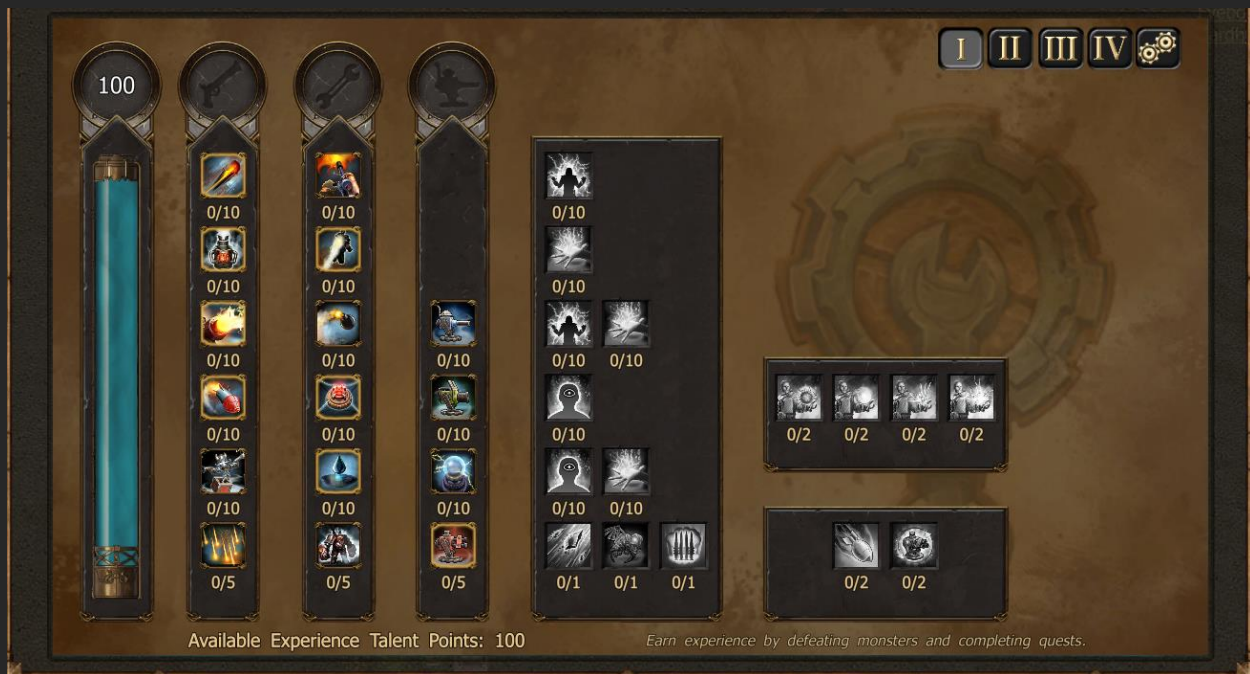 I II III IV
100
0/10 0/10 0/10
0/10 0/10 0/10
0/10 0/10 0/10 0/10 0/10
0/10 0/10 0/10 0/10 0/2 0/2 0/2 0/2
0/10 0/10 0/10 0/10 0/10
0/5 0/5 0/5 0/1 0/1 0/1 0/2 0/2
Available Experience Talent Points: 100
Earn experience by defeating monsters and completing quests.